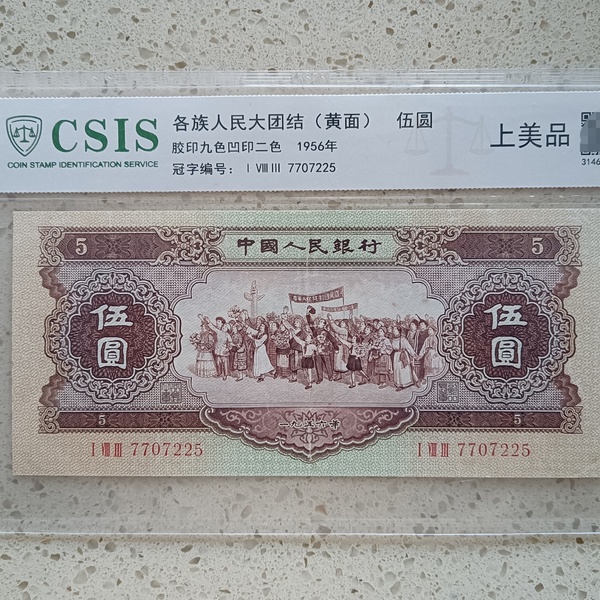 CSIS
COIN STAMP IDENTIFICATION SERVICE
各族人民大团结（黄面） 伍圆
胶印九色凹印二色 1956年
冠字编号： I VIII III 7707225
上美品
3146
5 中國人民銀行 5
伍圓 伍圓
5 一九五六年 5
I VIII III 7707225 I VIII III 7707225